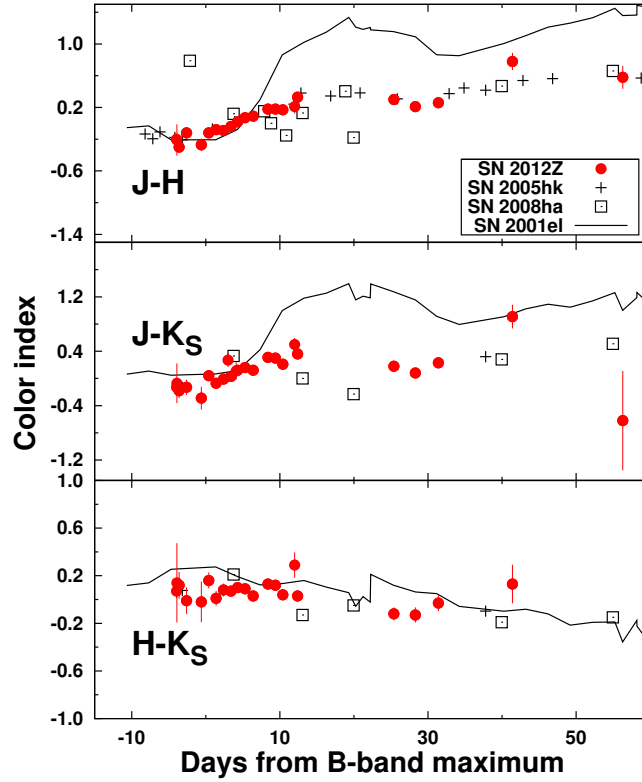 1.0
0.2
-0.6
-1.4
J-H
SN 2012Z
SN 2005hk
SN 2008ha
SN 2001el
1.2
0.4
-0.4
-1.2
J-KS
Color index
1.0
0.6
0.2
-0.2
-0.6
-1.0
H-KS
-10
10
30
50
Days from B-band maximum